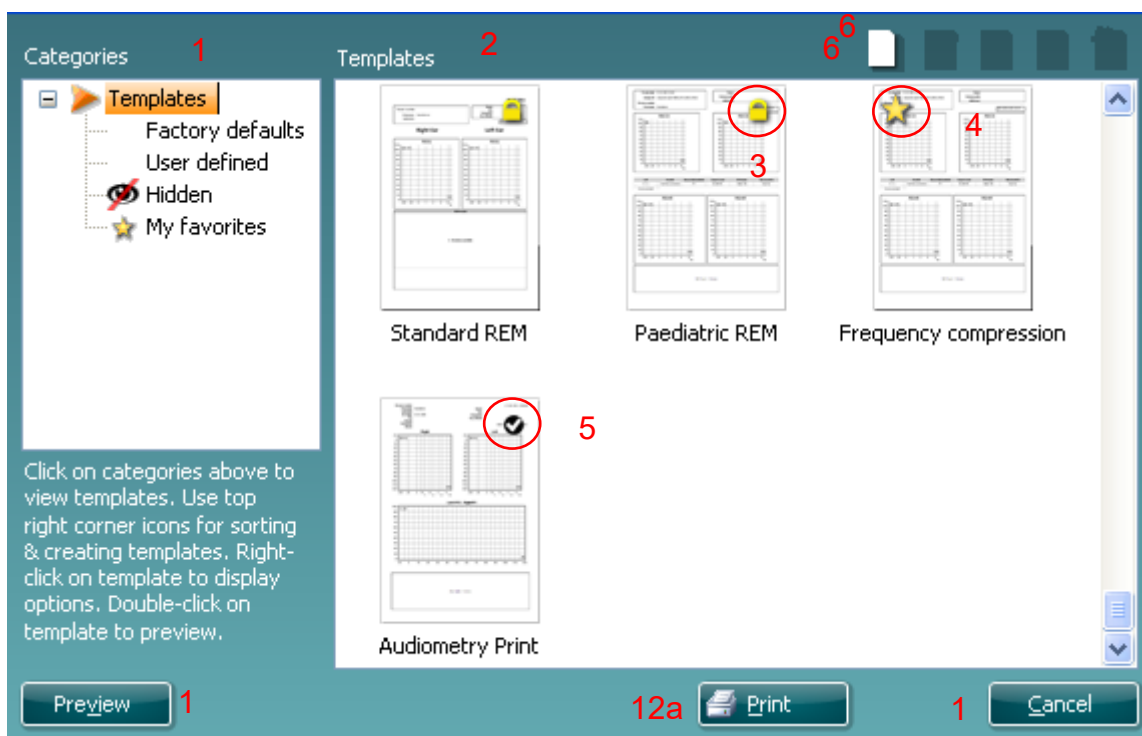 Categories 1
Templates 2
6
6
Templates
Factory defaults
User defined
Hidden
My favorites
3
4
Standard REM
Paediatric REM
Frequency compression
5
Audiometry Print
Click on categories above to
view templates. Use top
right corner icons for sorting
& creating templates. Right-
click on template to display
options. Double-click on
template to preview.
Preview 1
12a Print
1 Cancel